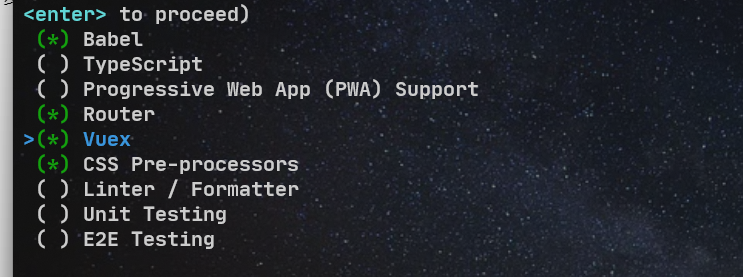 <enter> to proceed)
(*) Babel
( ) TypeScript
( ) Progressive Web App (PWA) Support
(*) Router
>(*) Vuex
(*) CSS Pre-processors
( ) Linter / Formatter
( ) Unit Testing
( ) E2E Testing